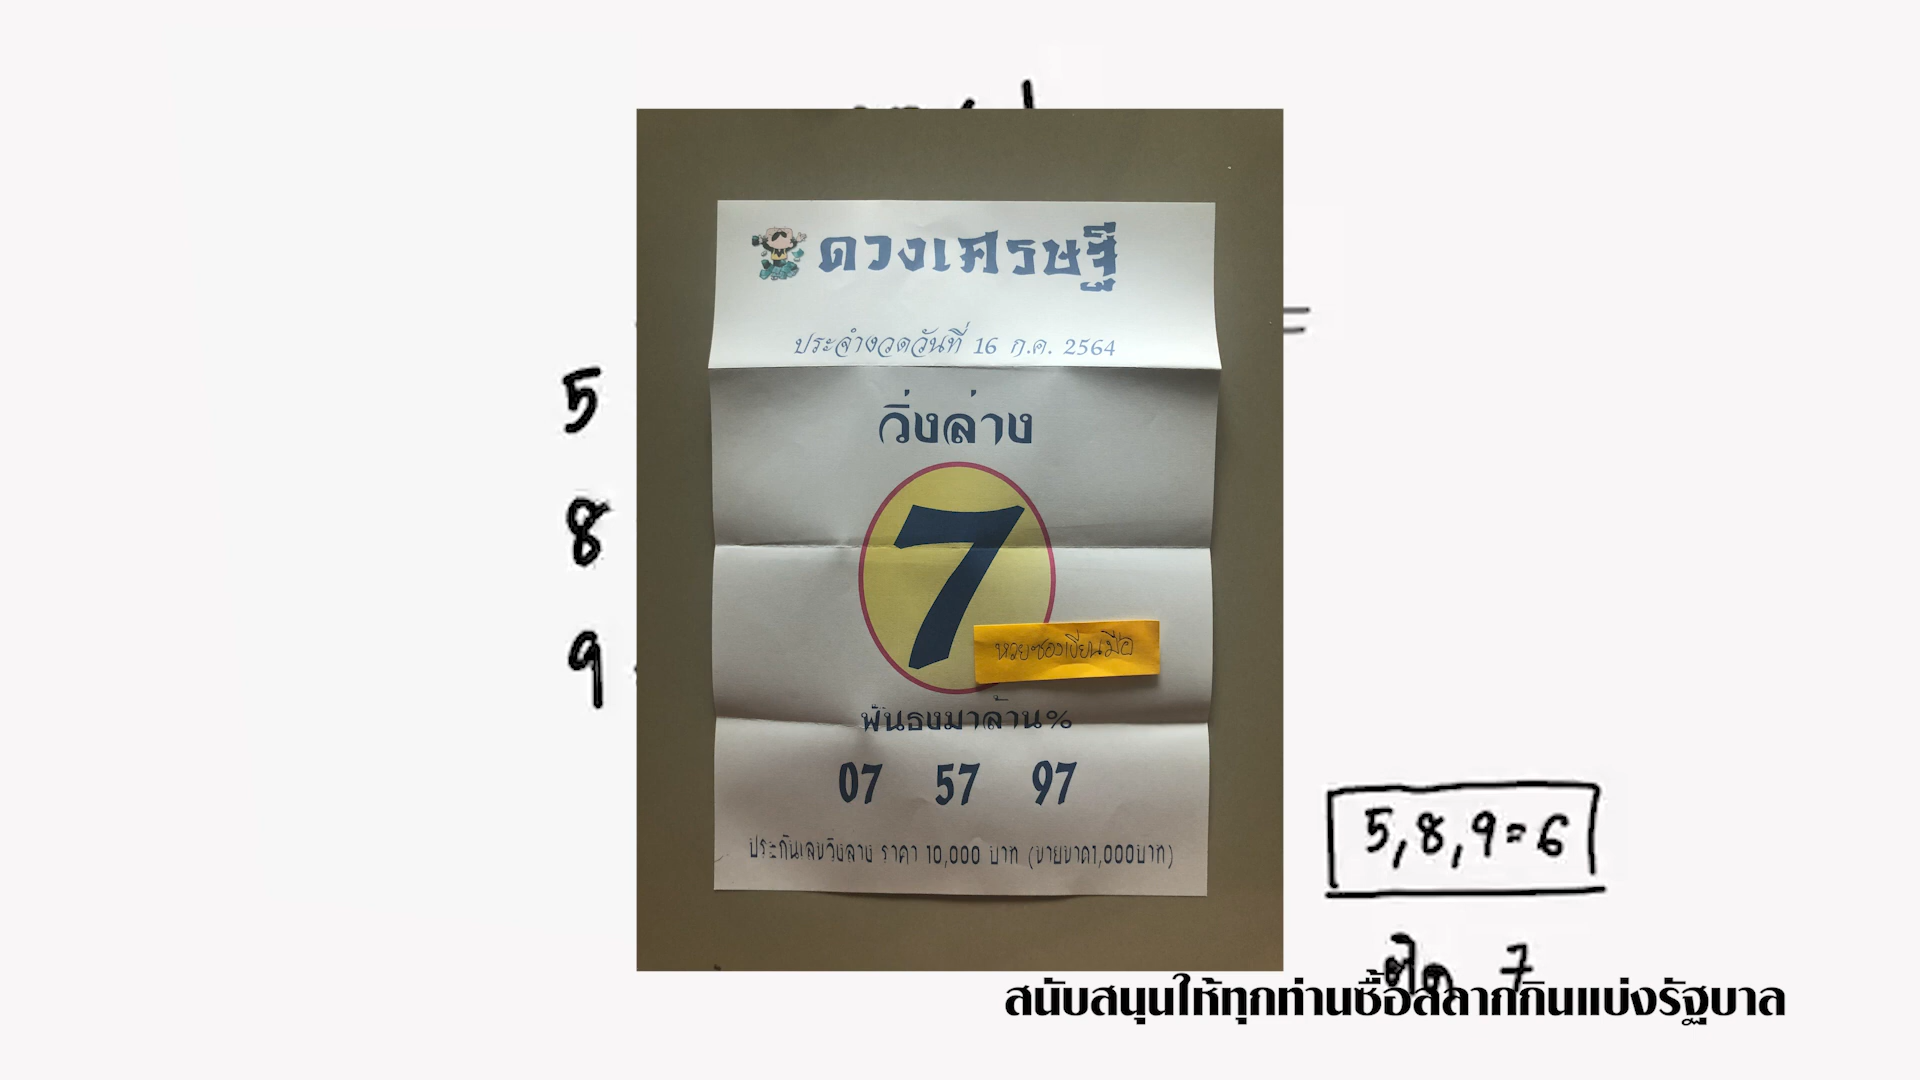 ดวงเศรษฐี
ประจำงวดวันที่ 16 ก.ค. 2564
วิ่งล่าง
7
หวยซองเขียนมือ
ฟันธงมาล้าน%
07 57 97
ประกันเลขวิ่งล่าง ราคา 10,000 บาท (ขายขาด1,000บาท)
=
5
8
9
5,8,9=6
7
สนับสนุนให้ทุกท่านซื้อสลากกินแบ่งรัฐบาล